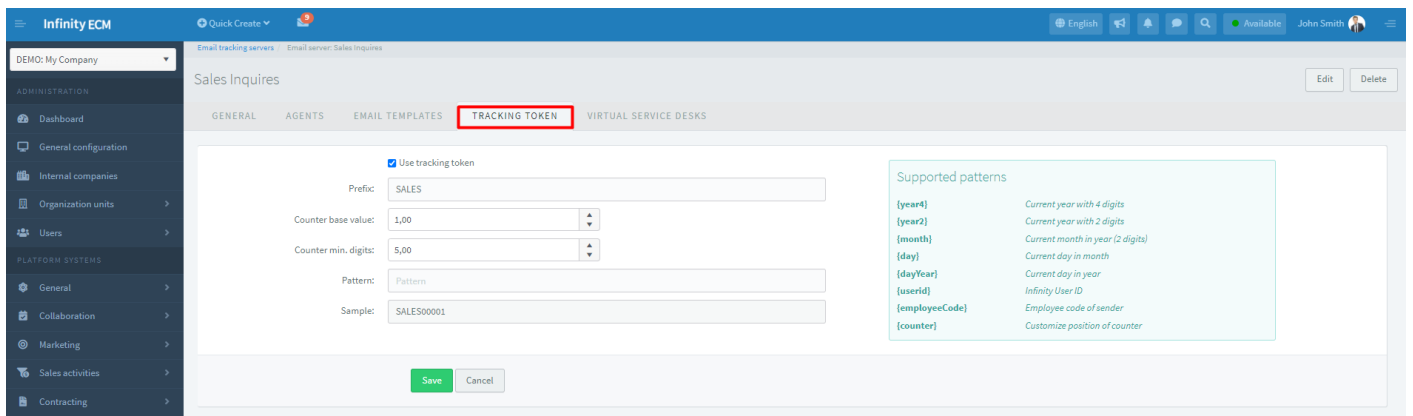 Infinity ECM
Quick Create
9
English
Available
John Smith
DEMO: My Company
Email tracking servers / Email server: Sales Inquires
Sales Inquires
Edit
Delete
GENERAL
AGENTS
EMAIL TEMPLATES
TRACKING TOKEN
VIRTUAL SERVICE DESKS
ADMINISTRATION
Dashboard
General configuration
Internal companies
Organization units
Users
PLATFORM SYSTEMS
General
Collaboration
Marketing
Sales activities
Contracting
Use tracking token
Prefix: SALES
Counter base value: 1,00
Counter min. digits: 5,00
Pattern: Pattern
Sample: SALES00001
Save
Cancel
Supported patterns
{year4} Current year with 4 digits
{year2} Current year with 2 digits
{month} Current month in year (2 digits)
{day} Current day in month
{dayYear} Current day in year
{userid} Infinity User ID
{employeeCode} Employee code of sender
{counter} Customize position of counter